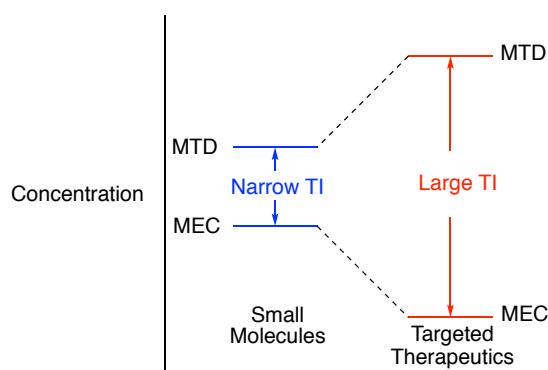 MTD
MTD
Narrow TI
Large TI
Concentration
MEC
MEC
Small
Molecules
Targeted
Therapeutics